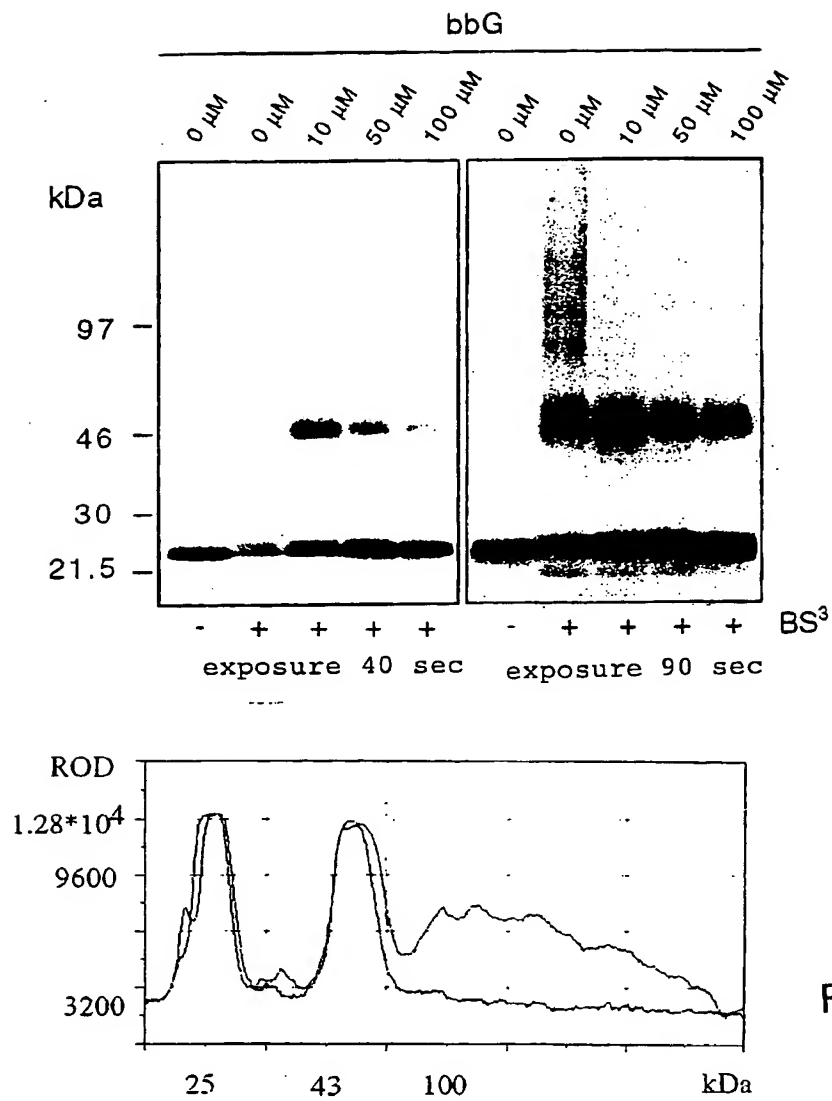 bbG
0 µM 0 µM 10 µM 50 µM 100 µM 0 µM 0 µM 10 µM 50 µM 100 µM
kDa
97
46
30
21.5
- + + + + - + + + + BS³
exposure 40 sec exposure 90 sec
ROD
1.28*10⁴
9600
3200
F
25 43 100 kDa